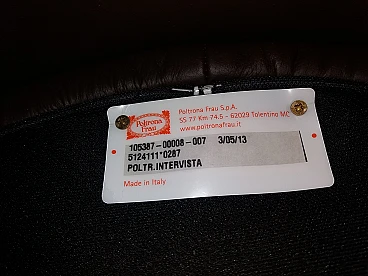 Poltrona
Frau
Poltrona Frau S.p.A.
SS 77 Km 74.5 - 62029 Tolentino MC
www.poltronafrau.it
105387-00008-007 3/05/13
5124111*0287
POLTR.INTERVISTA
Made in Italy